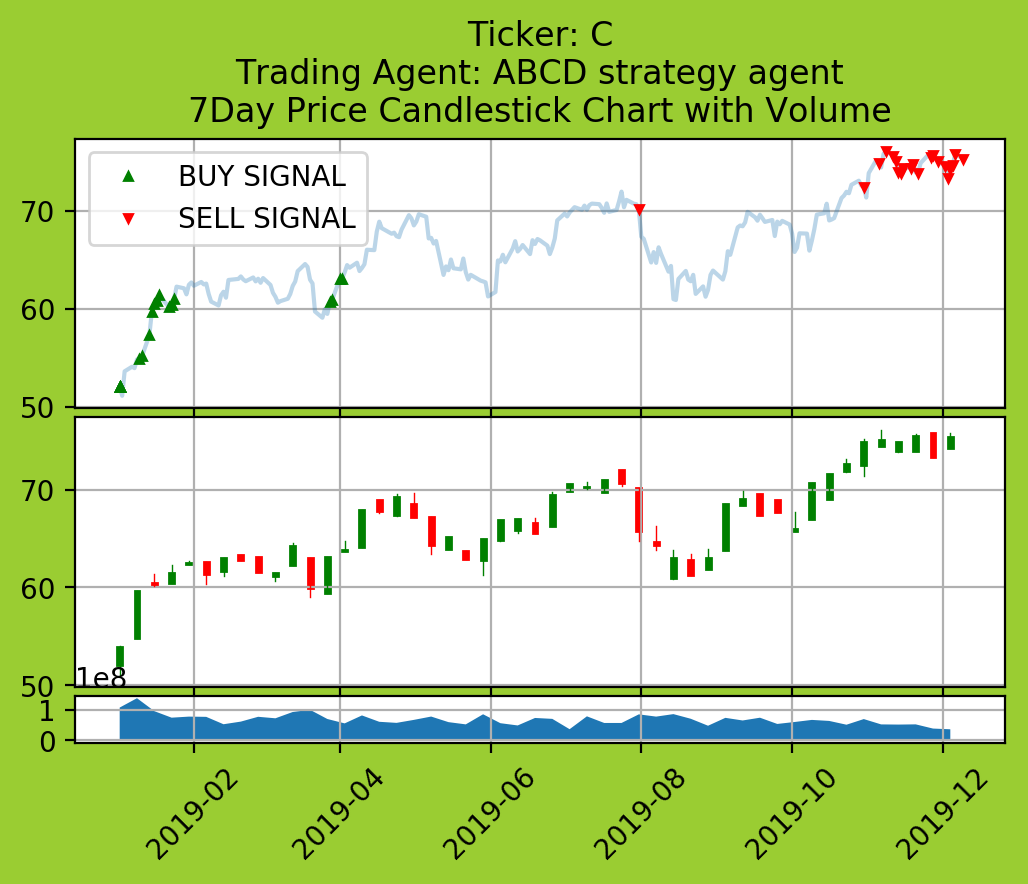 Ticker: C
Trading Agent: ABCD strategy agent
7Day Price Candlestick Chart with Volume
BUY SIGNAL
SELL SIGNAL
70
60
50
70
60
50
1e8
1
0
2019-02
2019-04
2019-06
2019-08
2019-10
2019-12